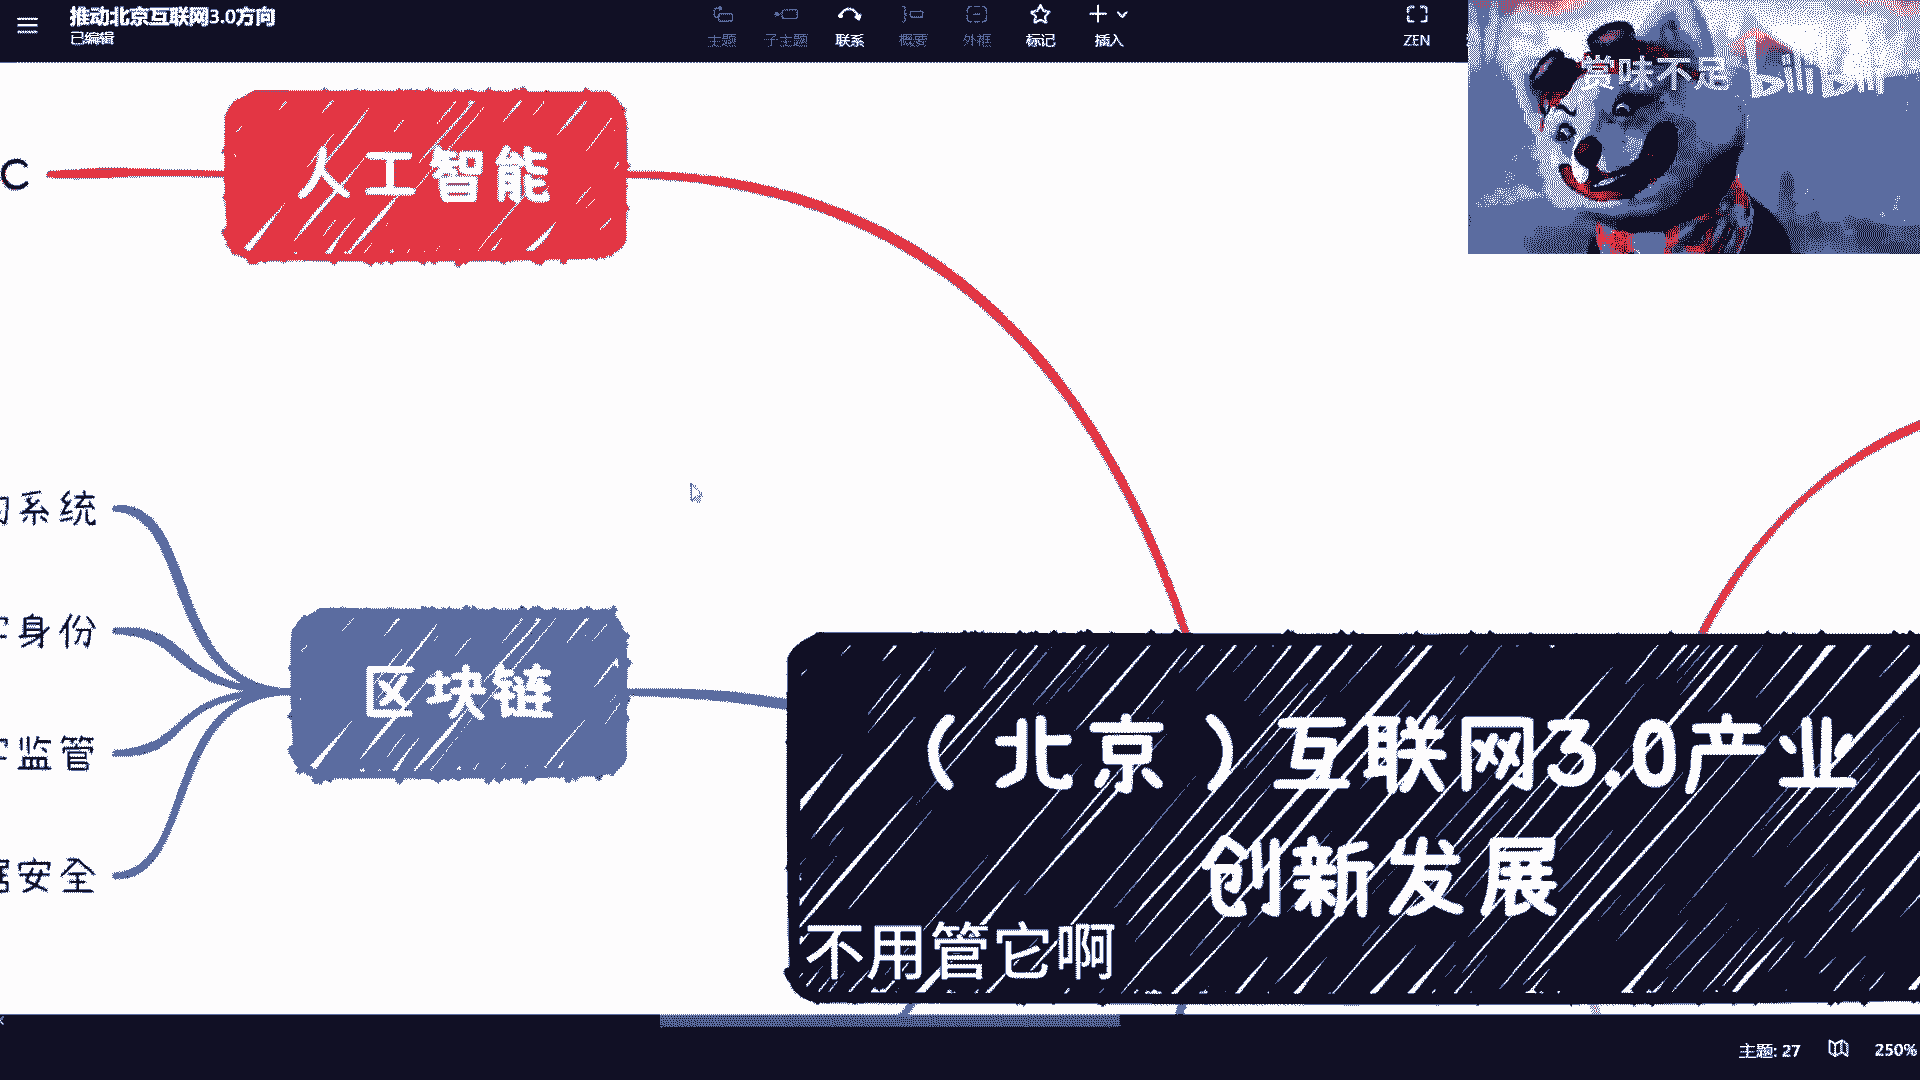 推动北京互联网3.0方向
已编辑
主题
子主题
联系
概要
外框
标记
插入
ZEN
赏味不足 bilibili
C
人工智能
系统
身份
监管
安全
区块链
（北京）互联网3.0产业
创新发展
不用管它啊
主题: 27
250%